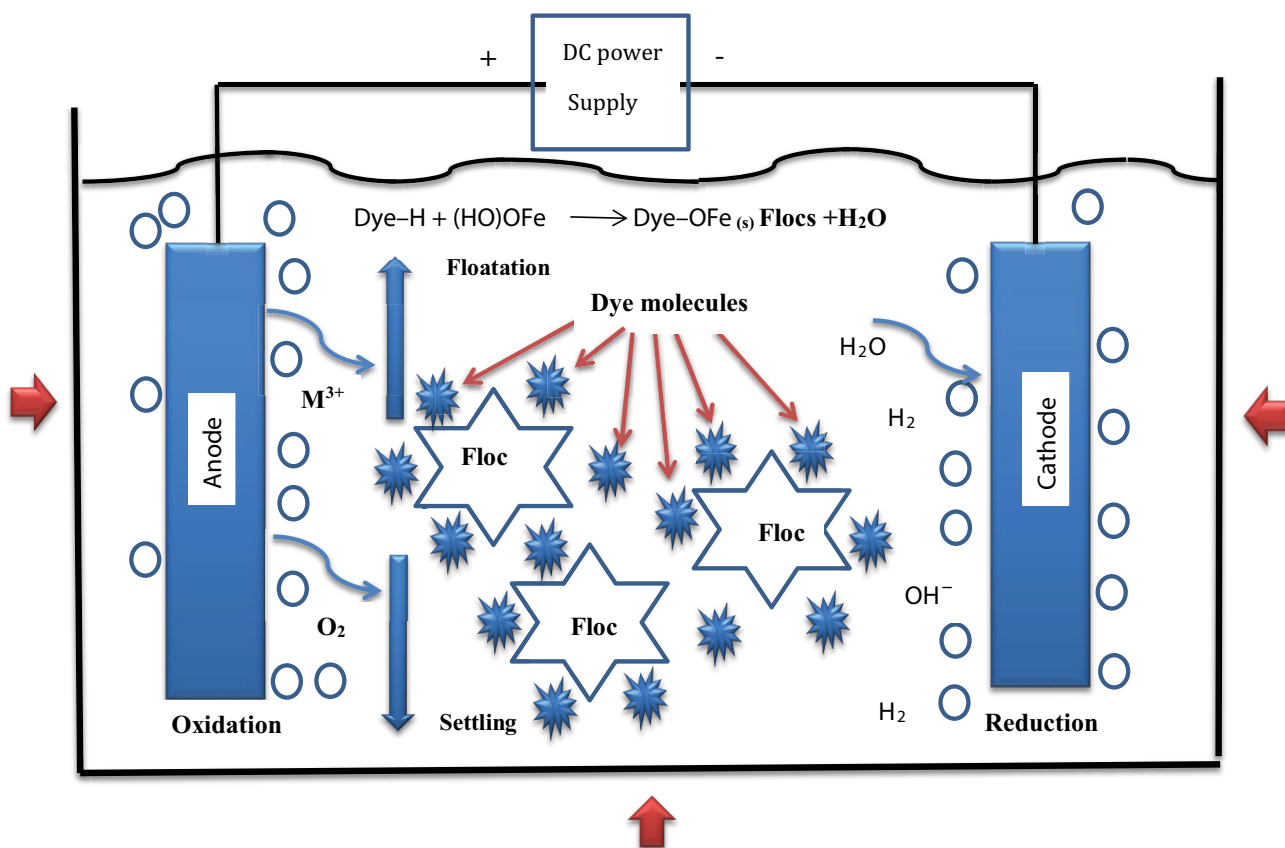 +
DC power
Supply
-
Dye–H + (HO)OFe ⟶ Dye–OFe (s) Flocs +H₂O
Floatation
Dye molecules
M³⁺
H₂O
H₂
Anode
Cathode
Floc
Floc
Floc
O₂
OH⁻
H₂
Oxidation
Settling
Reduction